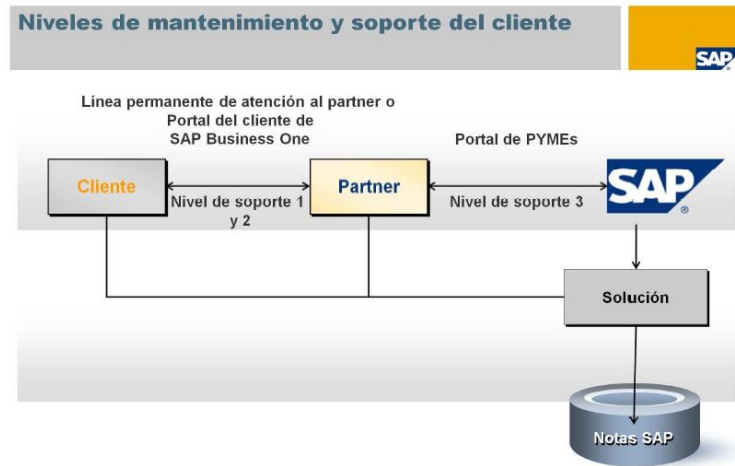 Niveles de mantenimiento y soporte del cliente
SAP
Línea permanente de atención al partner o
Portal del cliente de
SAP Business One
Portal de PYMEs
Cliente
Partner
SAP®
Nivel de soporte 1
y 2
Nivel de soporte 3
Solución
Notas SAP